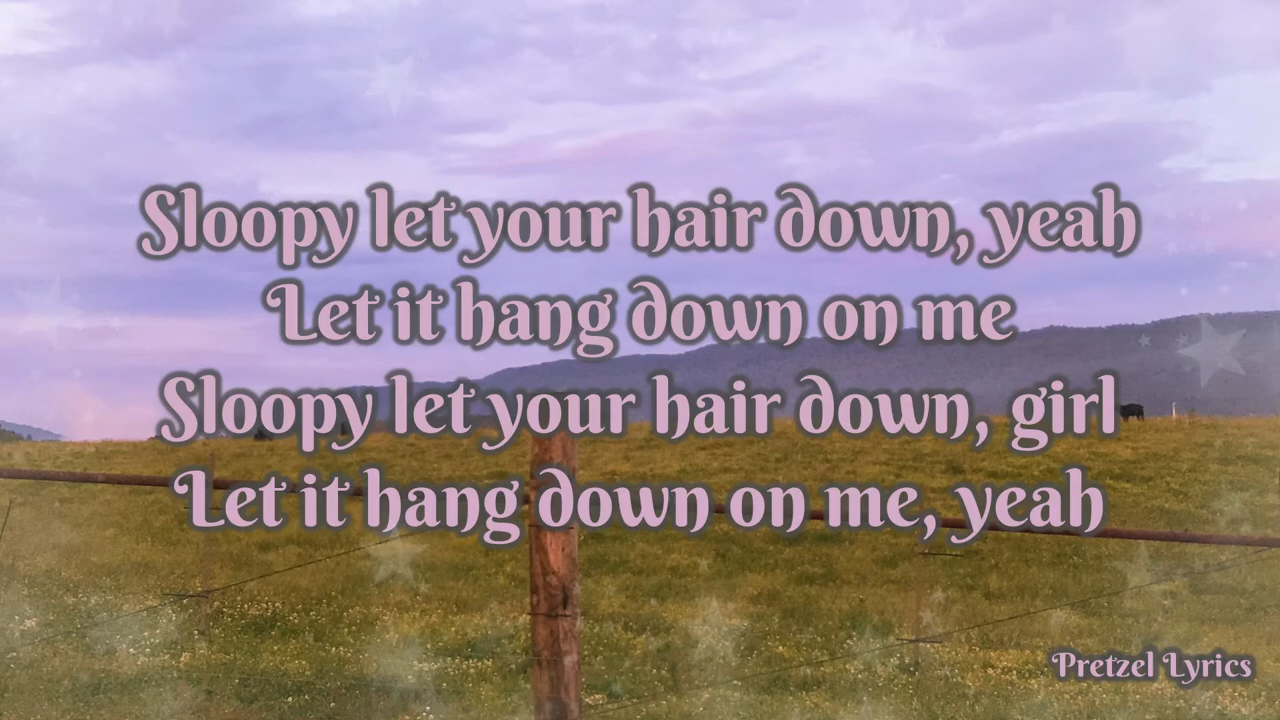 Sloopy let your hair down, yeah
Let it hang down on me
Sloopy let your hair down, girl
Let it hang down on me, yeah
Pretzel Lyrics